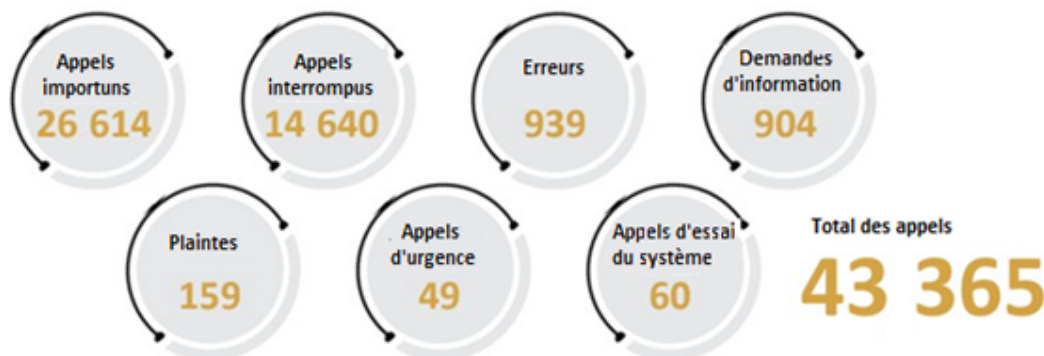 Appels
importuns
26 614
Appels
interrompus
14 640
Erreurs
939
Demandes
d'information
904
Plaintes
159
Appels
d'urgence
49
Appels d'essai
du système
60
Total des appels
43 365